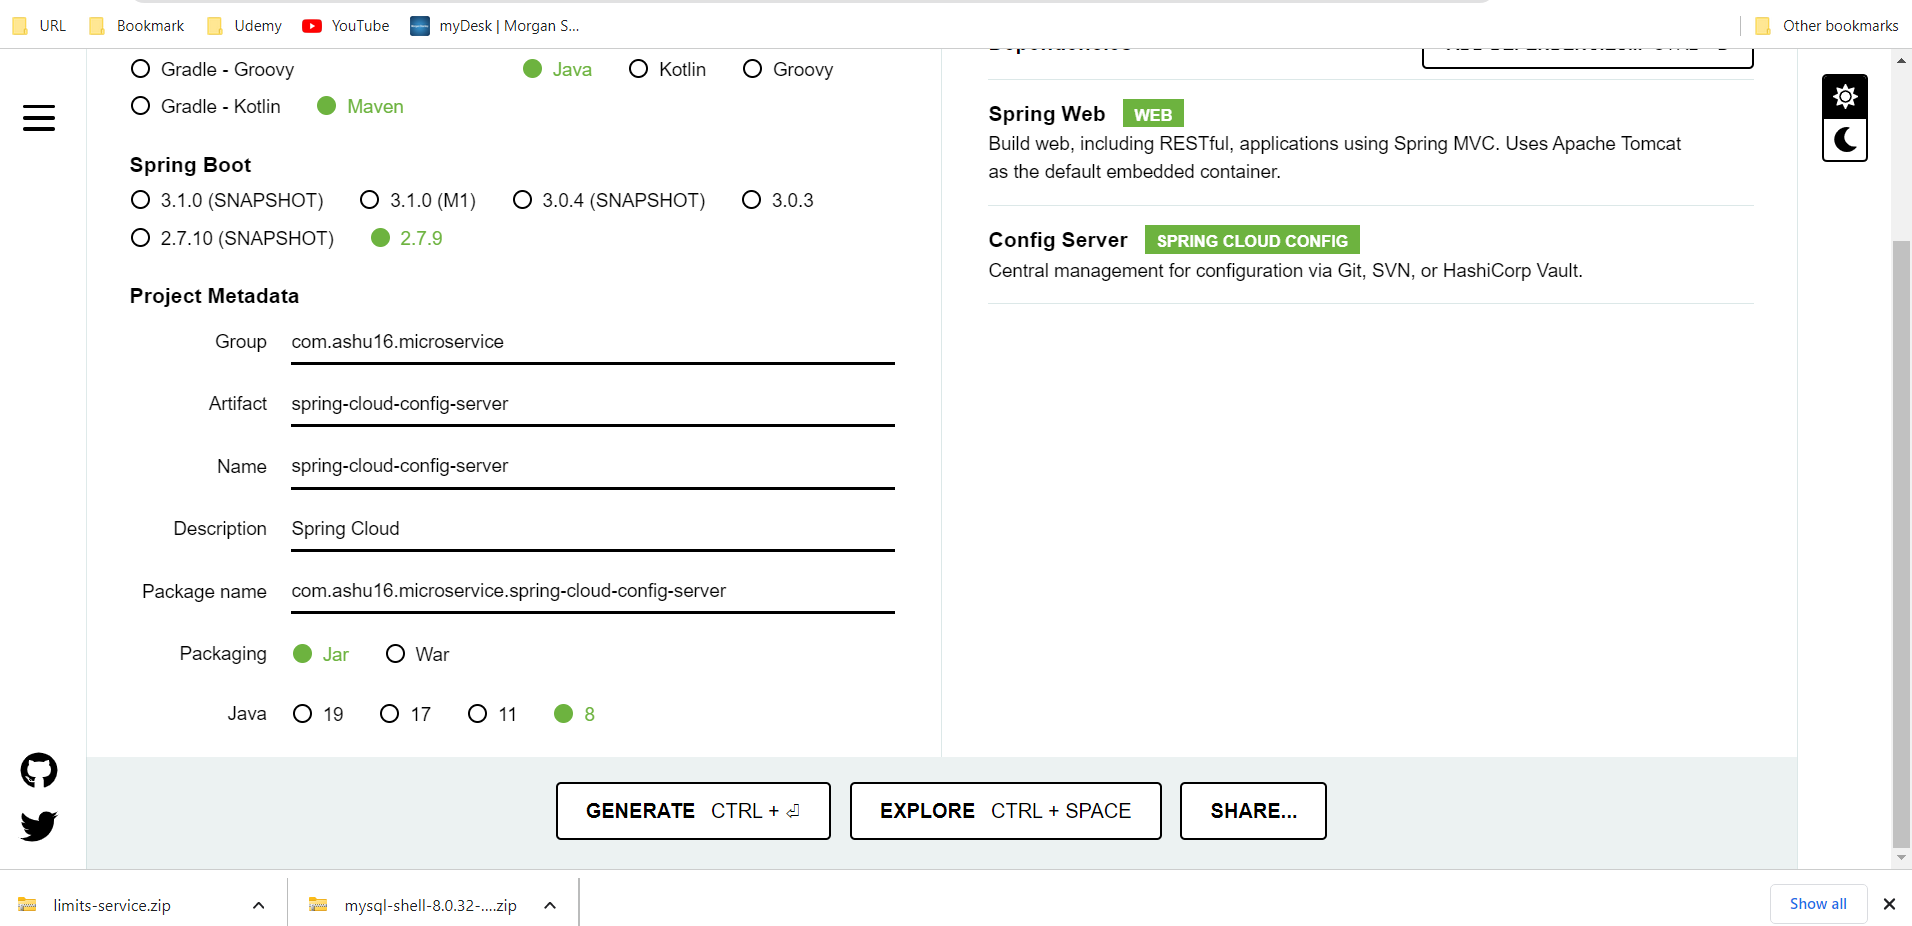 URL Bookmark Udemy YouTube myDesk | Morgan S... Other bookmarks
Gradle - Groovy Java Kotlin Groovy
Gradle - Kotlin Maven
Spring Boot
3.1.0 (SNAPSHOT) 3.1.0 (M1) 3.0.4 (SNAPSHOT) 3.0.3
2.7.10 (SNAPSHOT) 2.7.9
Project Metadata
Group com.ashu16.microservice
Artifact spring-cloud-config-server
Name spring-cloud-config-server
Description Spring Cloud
Package name com.ashu16.microservice.spring-cloud-config-server
Packaging Jar War
Java 19 17 11 8
Dependencies
Spring Web WEB
Build web, including RESTful, applications using Spring MVC. Uses Apache Tomcat
as the default embedded container.
Config Server SPRING CLOUD CONFIG
Central management for configuration via Git, SVN, or HashiCorp Vault.
GENERATE CTRL + ⏎ EXPLORE CTRL + SPACE SHARE...
limits-service.zip mysql-shell-8.0.32-....zip Show all